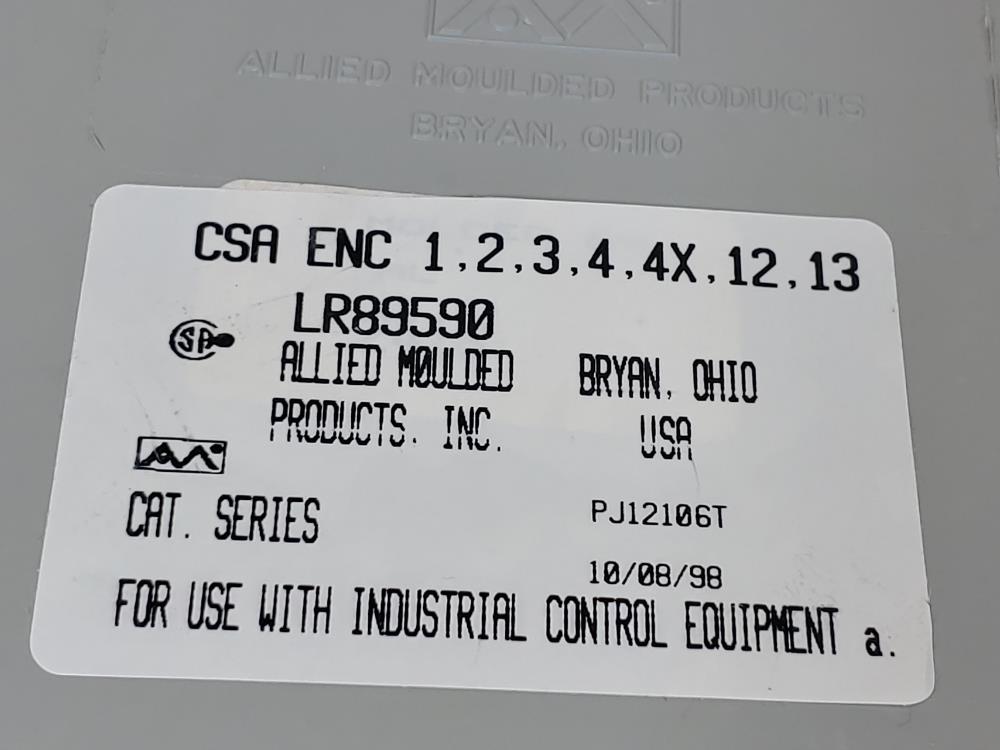 ALLIED MOULDED PRODUCTS
BRYAN, OHIO
CSA ENC 1,2,3,4,4X,12,13
LR89590
SA
ALLIED MOULDED BRYAN, OHIO
PRODUCTS. INC. USA
CAT. SERIES PJ12106T
10/08/98
FOR USE WITH INDUSTRIAL CONTROL EQUIPMENT a.